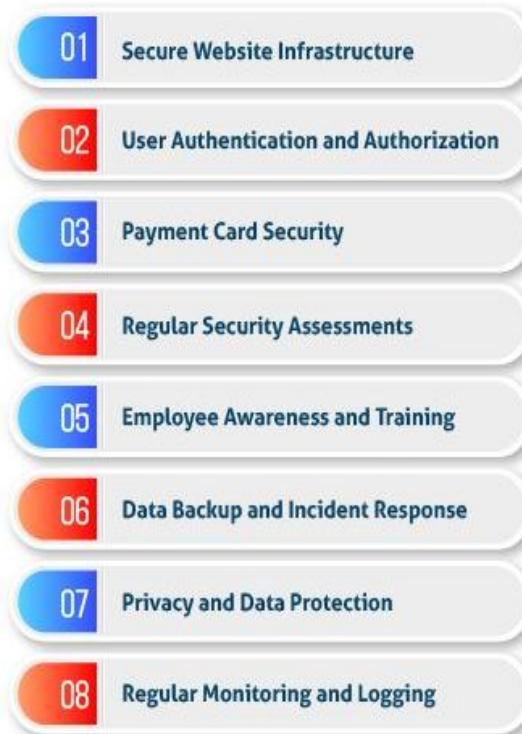 01 Secure Website Infrastructure
02 User Authentication and Authorization
03 Payment Card Security
04 Regular Security Assessments
05 Employee Awareness and Training
06 Data Backup and Incident Response
07 Privacy and Data Protection
08 Regular Monitoring and Logging